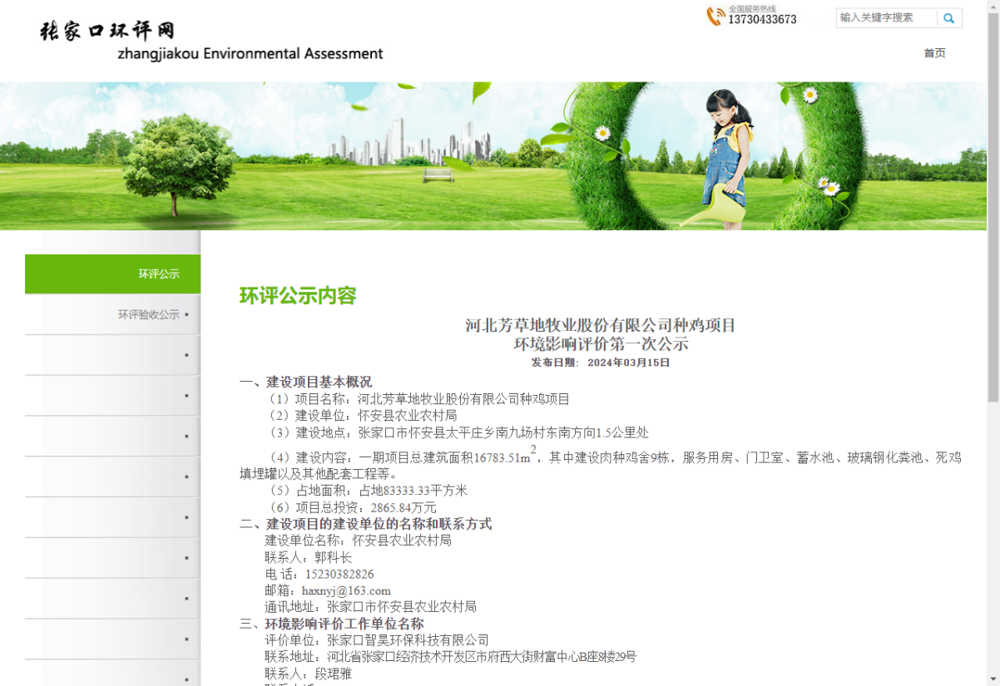 张家口环评网
zhangjiakou Environmental Assessment
全国服务热线
13730433673
输入关键字搜索
首页
环评公示
环评验收公示
环评公示内容
河北芳草地牧业股份有限公司种鸡项目
环境影响评价第一次公示
发布日期: 2024年03月15日
一、建设项目基本概况
（1）项目名称：河北芳草地牧业股份有限公司种鸡项目
（2）建设单位：怀安县农业农村局
（3）建设地点：张家口市怀安县太平庄乡南九场村东南方向1.5公里处
（4）建设内容：一期项目总建筑面积16783.51m2，其中建设肉种鸡舍9栋，服务用房、门卫室、蓄水池、玻璃钢化粪池、死鸡
填埋罐以及其他配套工程等。
（5）占地面积：占地83333.33平方米
（6）项目总投资：2865.84万元
二、建设项目的建设单位的名称和联系方式
建设单位名称：怀安县农业农村局
联系人：郭科长
电 话：15230382826
邮箱：haxnyj@163.com
通讯地址：张家口市怀安县农业农村局
三、环境影响评价工作单位名称
评价单位：张家口智昊环保科技有限公司
联系地址：河北省张家口经济技术开发区市府西大街财富中心B座8楼29号
联系人：段珺雅